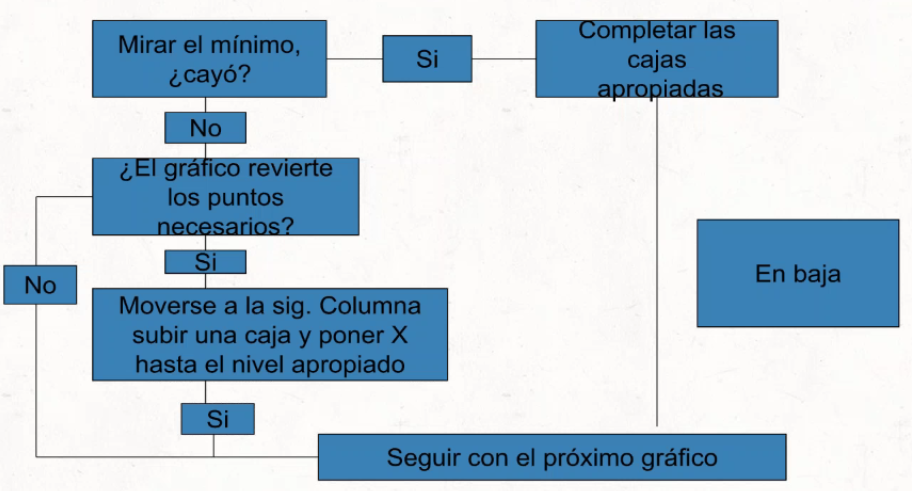 Mirar el mínimo,
¿cayó?
Si
Completar las
cajas
apropiadas
No
¿El gráfico revierte
los puntos
necesarios?
Si
No
En baja
Moverse a la sig. Columna
subir una caja y poner X
hasta el nivel apropiado
Si
Seguir con el próximo gráfico